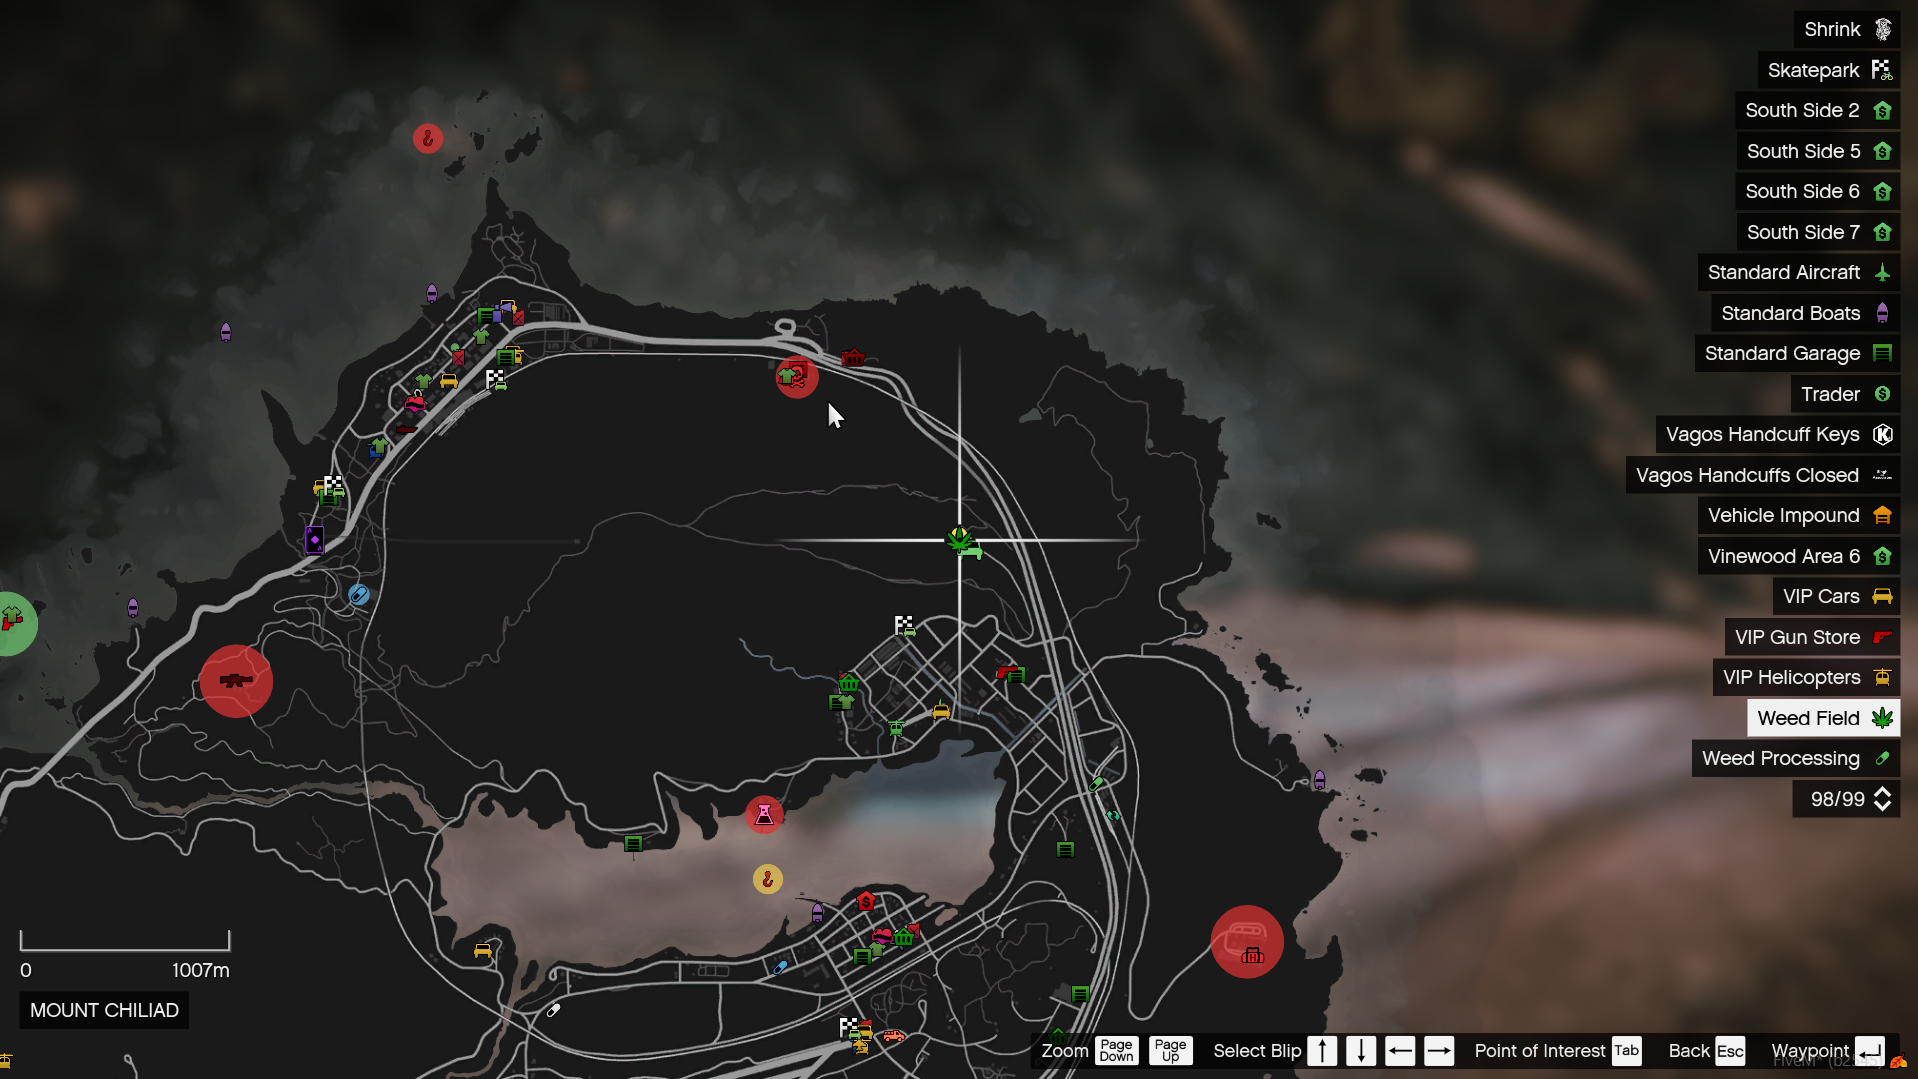 Shrink
Skatepark
South Side 2
South Side 5
South Side 6
South Side 7
Standard Aircraft
Standard Boats
Standard Garage
Trader
Vagos Handcuff Keys
Vagos Handcuffs Closed
Vehicle Impound
Vinewood Area 6
VIP Cars
VIP Gun Store
VIP Helicopters
Weed Field
Weed Processing
98/99
0 1007m
MOUNT CHILIAD
Zoom Page Down Page Up Select Blip ↑ ↓ ← → Point of Interest Tab Back Esc Waypoint